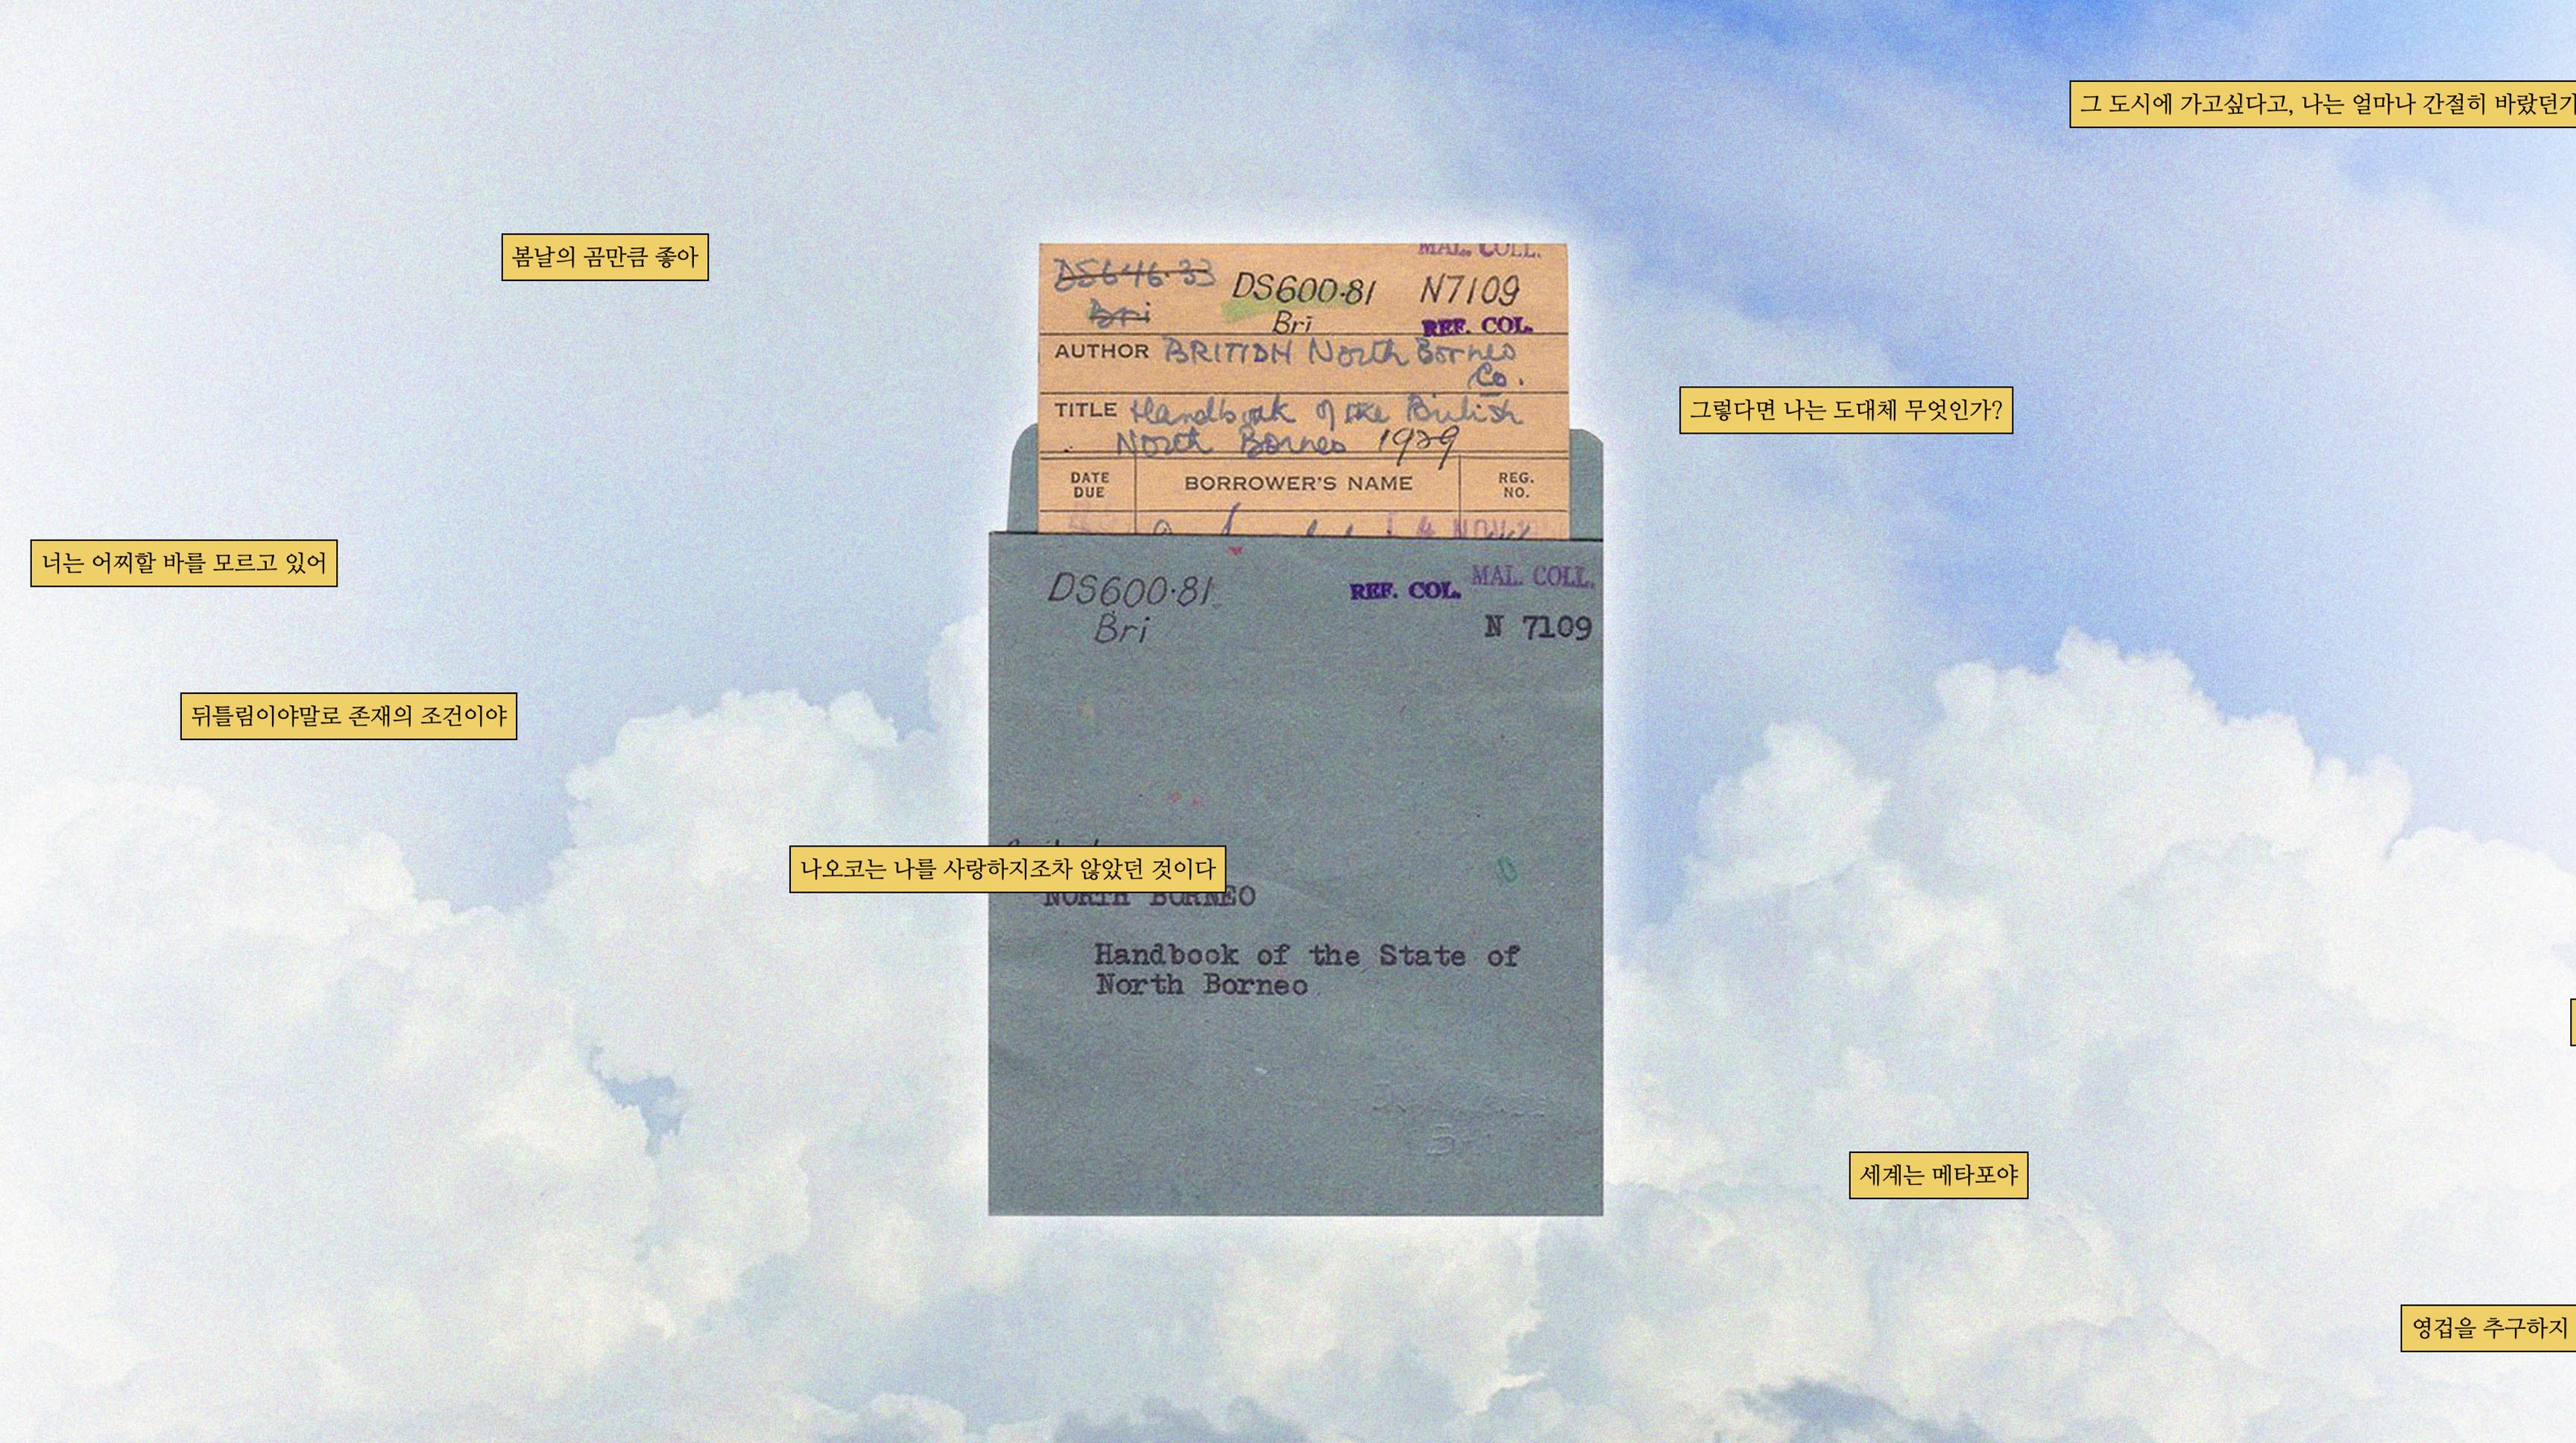 그 도시에 가고싶다고, 나는 얼마나 간절히 바랐던가
봄날의 곰만큼 좋아
MAL. COLL.
DS646.33 DS600.81 N7109
Bri Bri REF. COL.
그렇다면 나는 도대체 무엇인가?
AUTHOR BRITISH North Borneo
Co.
TITLE Handbook of the British
North Borneo 1929
DATE DUE BORROWER'S NAME REG. NO.
4 NOV
너는 어찌할 바를 모르고 있어
DS600.81 REF. COL. MAL. COLL.
Bri N 7109
뒤틀림이야말로 존재의 조건이야
나오코는 나를 사랑하지조차 않았던 것이다
NORTH BORNEO
Handbook of the State of
North Borneo
세계는 메타포야
영겁을 추구하지